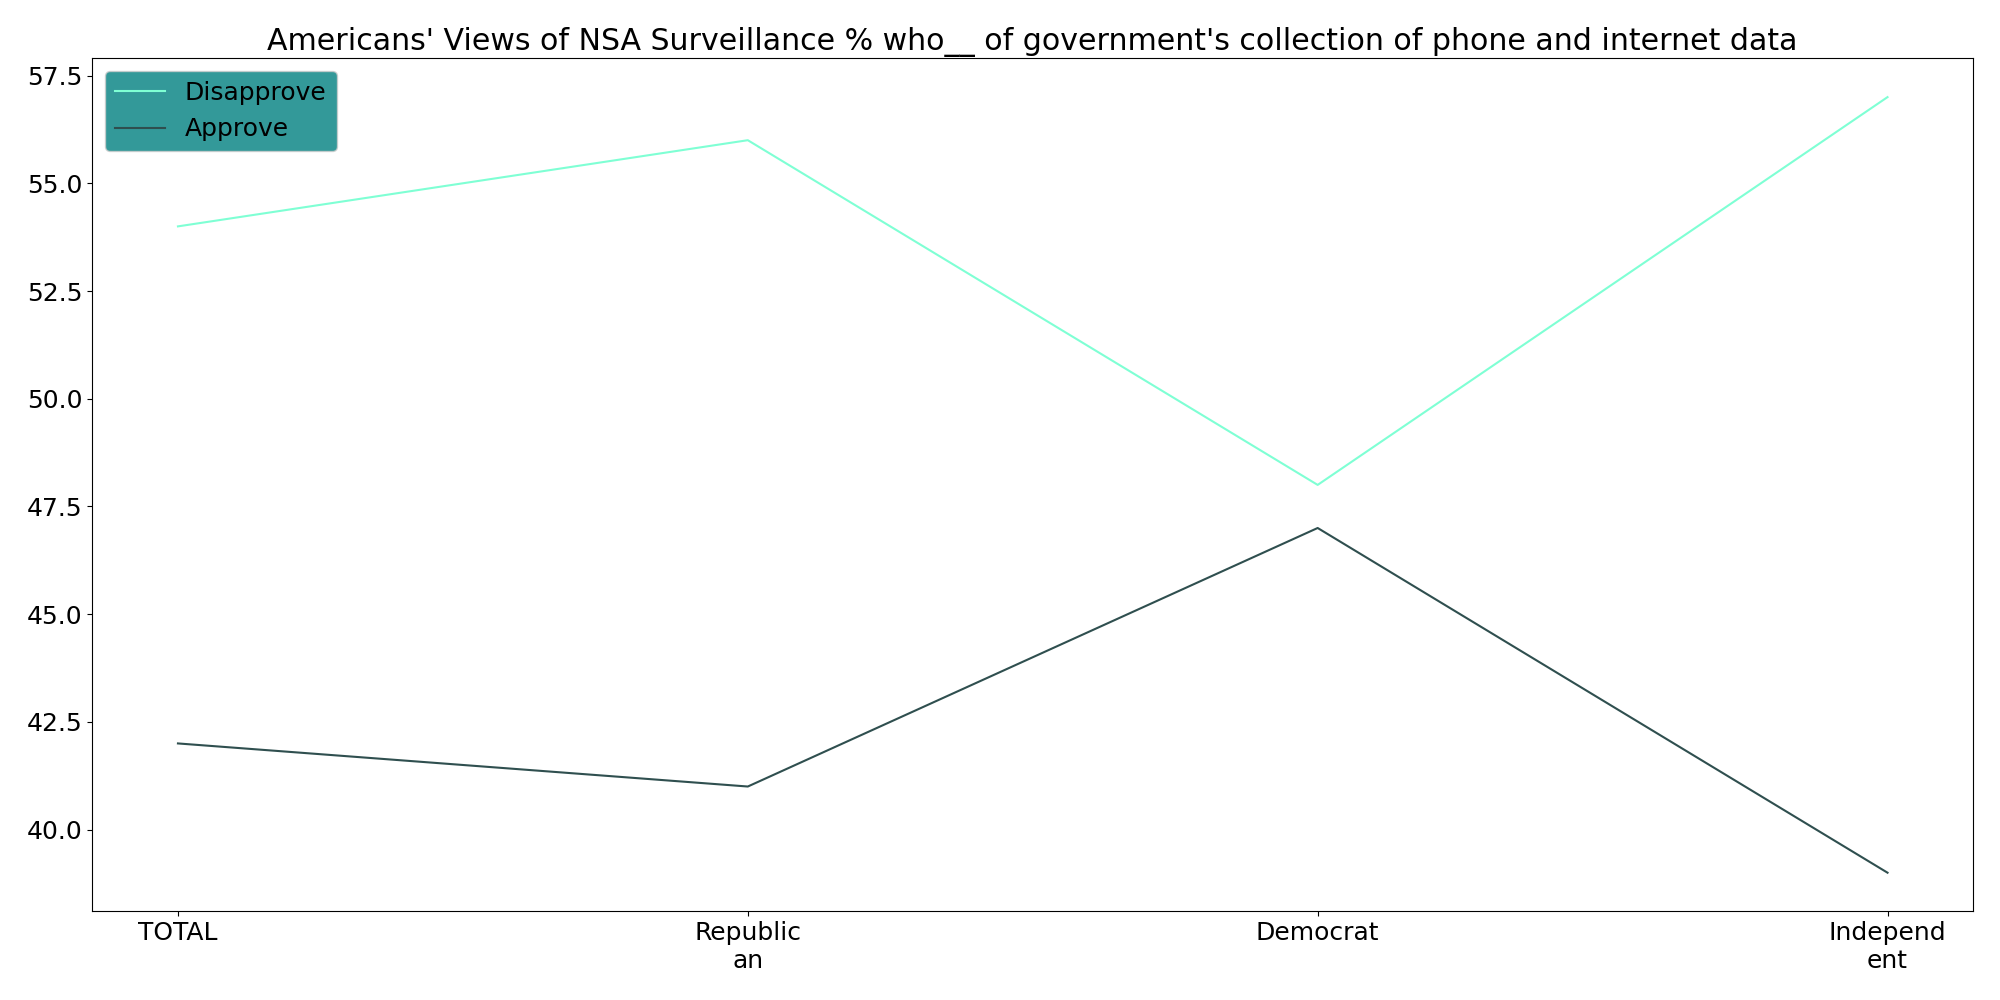 Americans' Views of NSA Surveillance % who__ of government's collection of phone and internet data
57.5
55.0
52.5
50.0
47.5
45.0
42.5
40.0
Disapprove
Approve
TOTAL
Republic
an
Democrat
Independ
ent